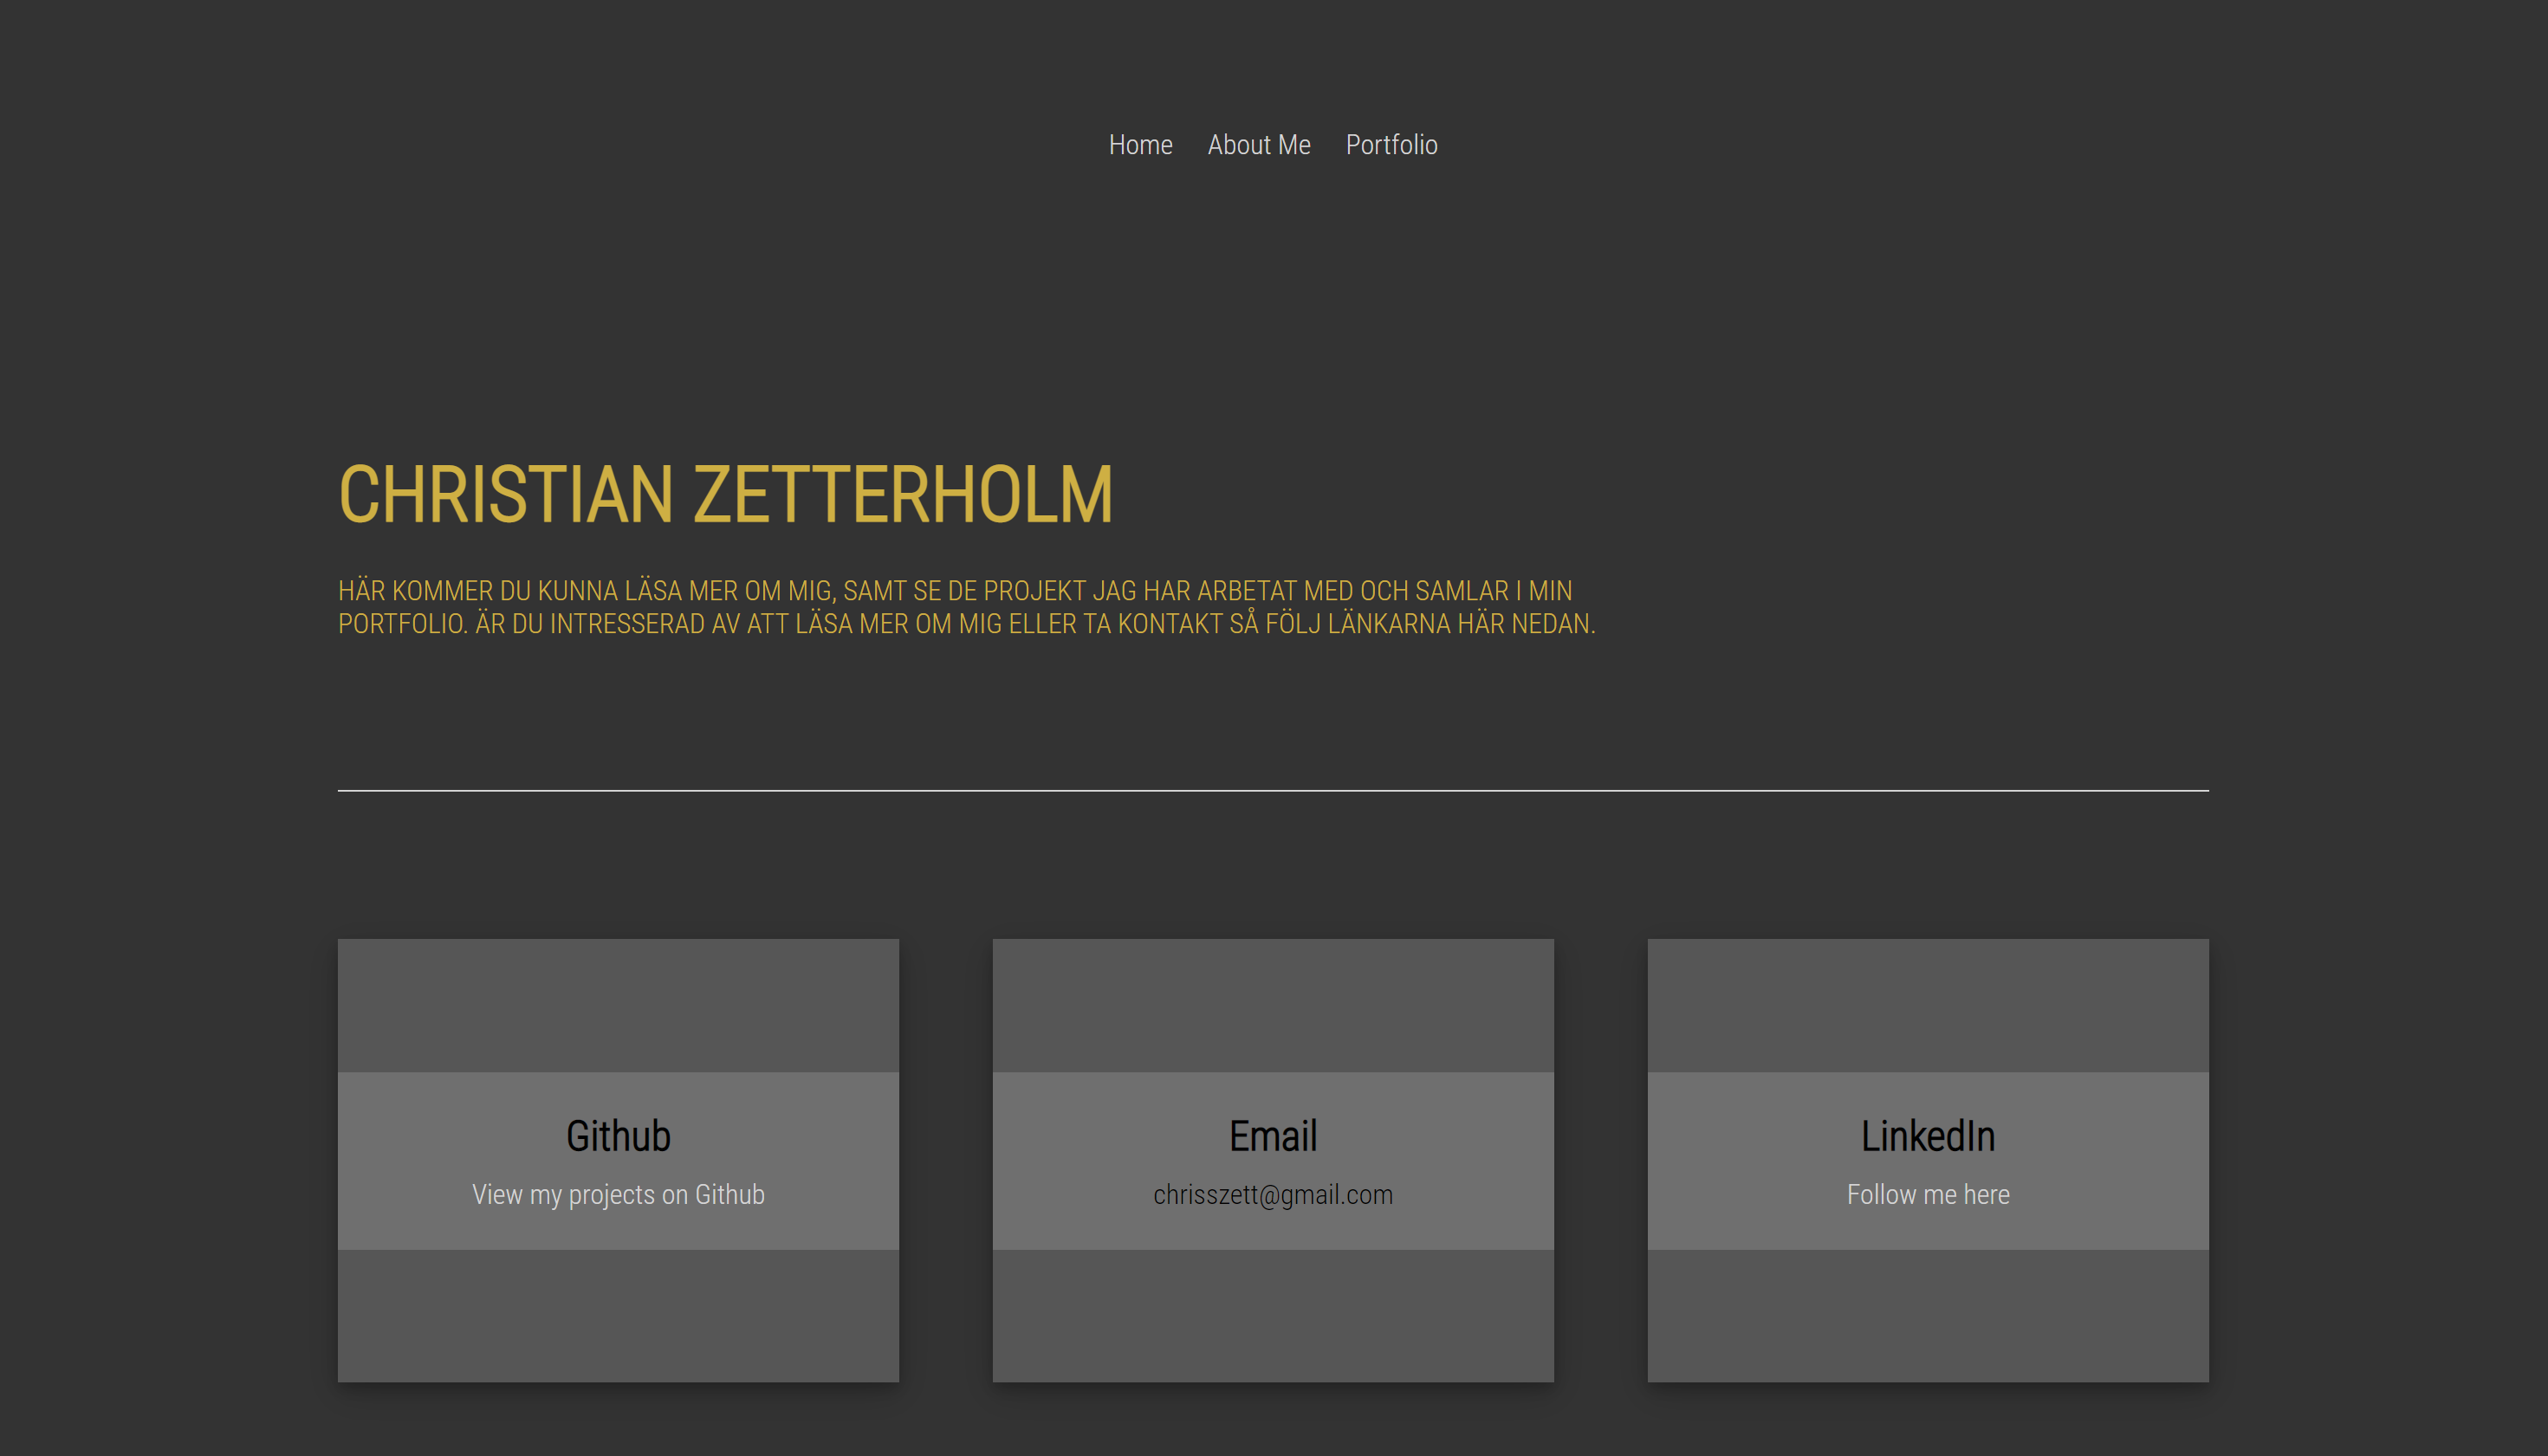 Home About Me Portfolio
CHRISTIAN ZETTERHOLM
HÄR KOMMER DU KUNNA LÄSA MER OM MIG, SAMT SE DE PROJEKT JAG HAR ARBETAT MED OCH SAMLAR I MIN
PORTFOLIO. ÄR DU INTRESSERAD AV ATT LÄSA MER OM MIG ELLER TA KONTAKT SÅ FÖLJ LÄNKARNA HÄR NEDAN.
Github
View my projects on Github
Email
chrisszett@gmail.com
LinkedIn
Follow me here